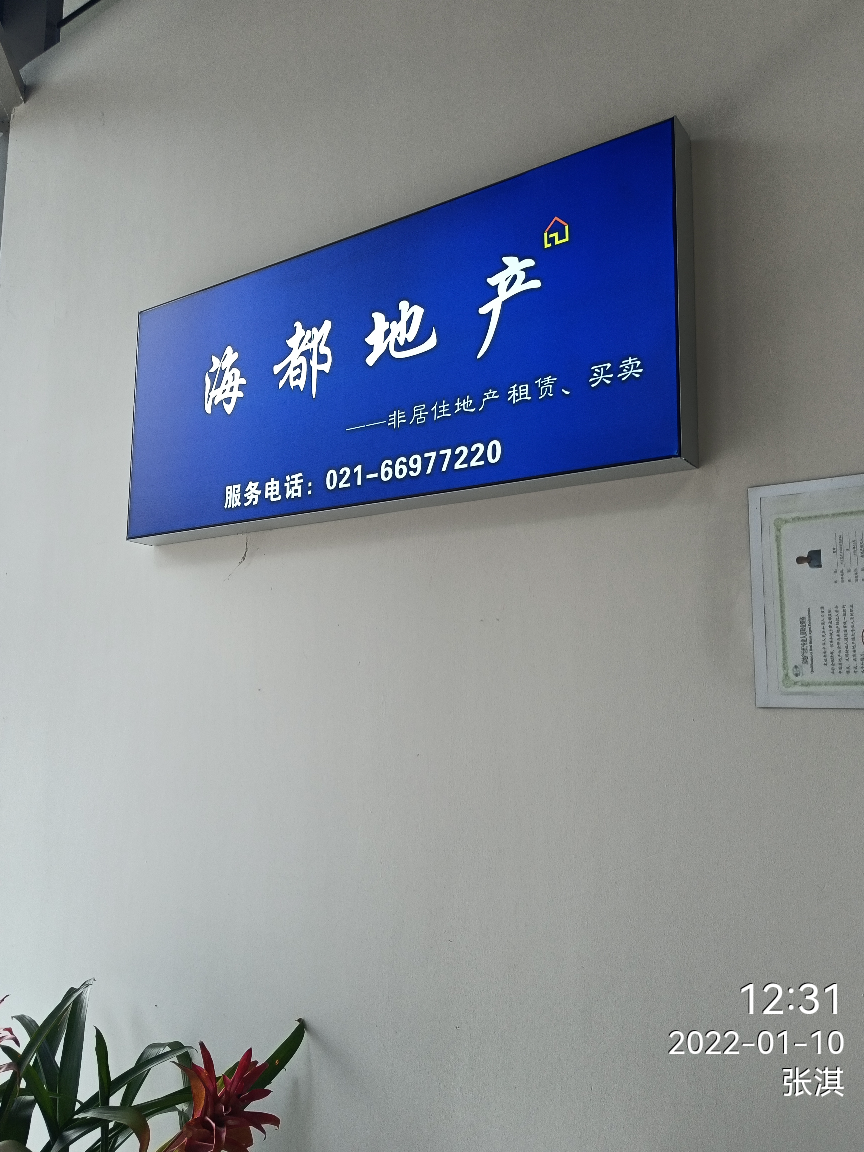 海都地产
——非居住地产租赁、买卖
服务电话：021-66977220
12:31
2022-01-10
张淇